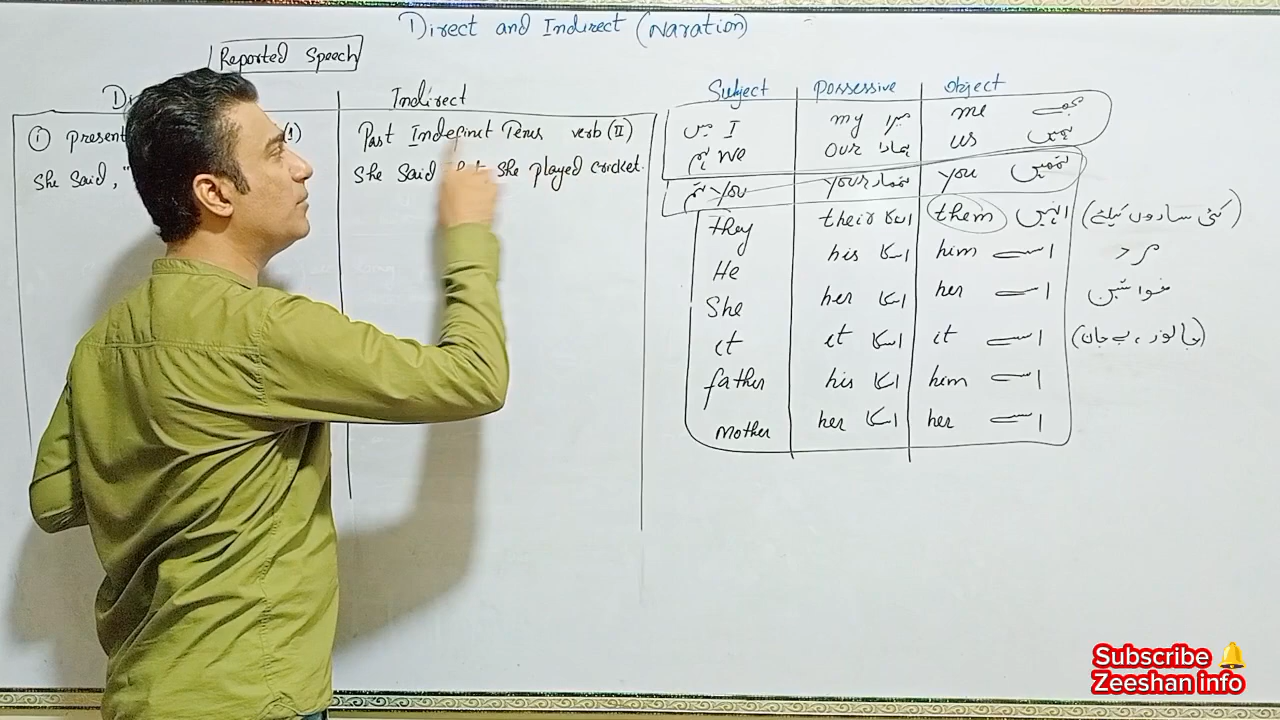 Direct and Indirect (Naration)
Reported Speech
Indirect
① present
Past Indefinet Tenus verb (II)
She Said, "
She Said she played cricket.
Subject Possessive object
میں I my میرا me مجھے
ہم We our ہمارا us ہمیں
تم you your تمہارا you تمہیں
they their انکا them انہیں (کئی ساروں کیلئے)
He his اسکا him اسے مرد
She her اسکا her اسے خواتین
it it اسکا it اسے (جانور، بے جان)
father his اسکا him اسے
Mother her اسکا her اسے
Subscribe 🔔
Zeeshan info